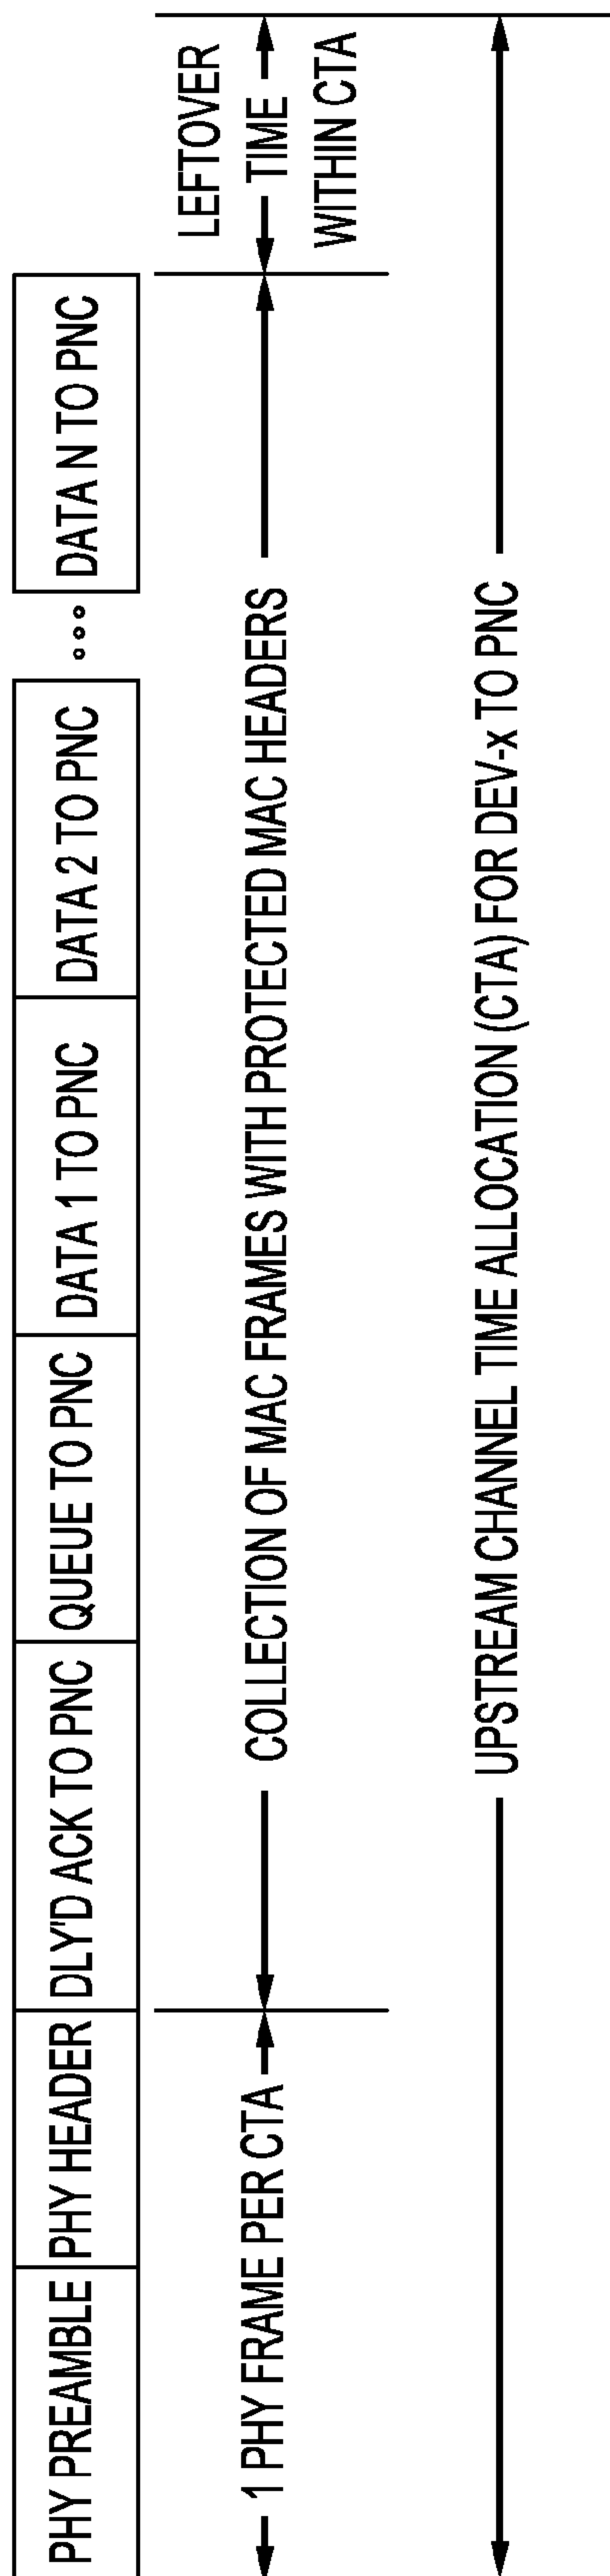 PHY PREAMBLE
PHY HEADER
DLY'D ACK TO PNC
QUEUE TO PNC
DATA 1 TO PNC
DATA 2 TO PNC
DATA N TO PNC
1 PHY FRAME PER CTA
COLLECTION OF MAC FRAMES WITH PROTECTED MAC HEADERS
LEFTOVER
TIME
WITHIN CTA
UPSTREAM CHANNEL TIME ALLOCATION (CTA) FOR DEV-x TO PNC